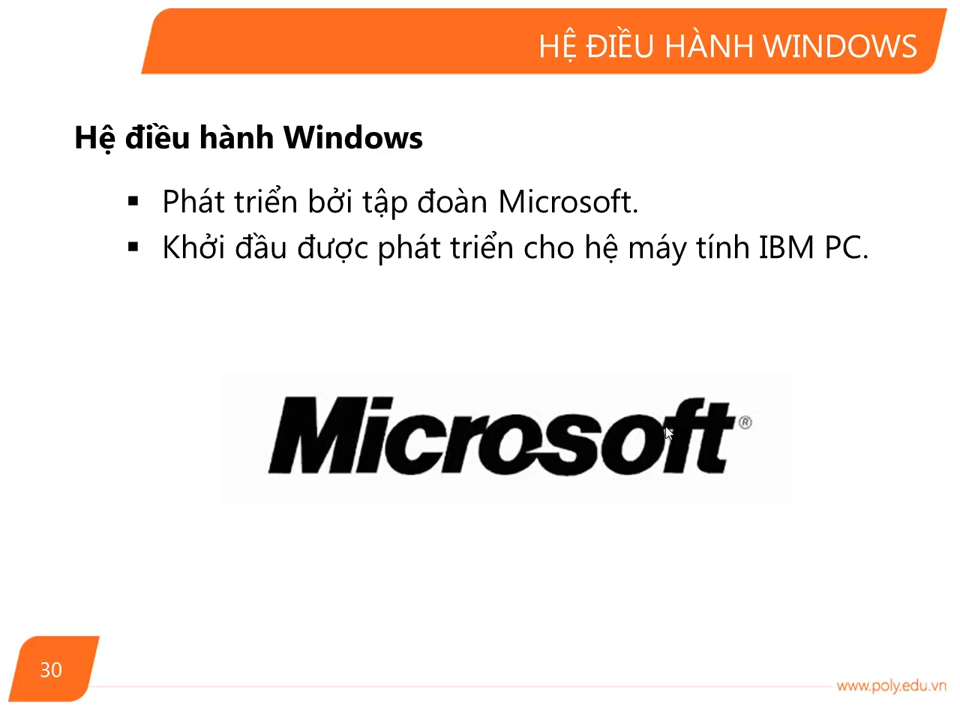 HỆ ĐIỀU HÀNH WINDOWS
Hệ điều hành Windows
▪ Phát triển bởi tập đoàn Microsoft.
▪ Khởi đầu được phát triển cho hệ máy tính IBM PC.
Microsoft®
30
www.poly.edu.vn